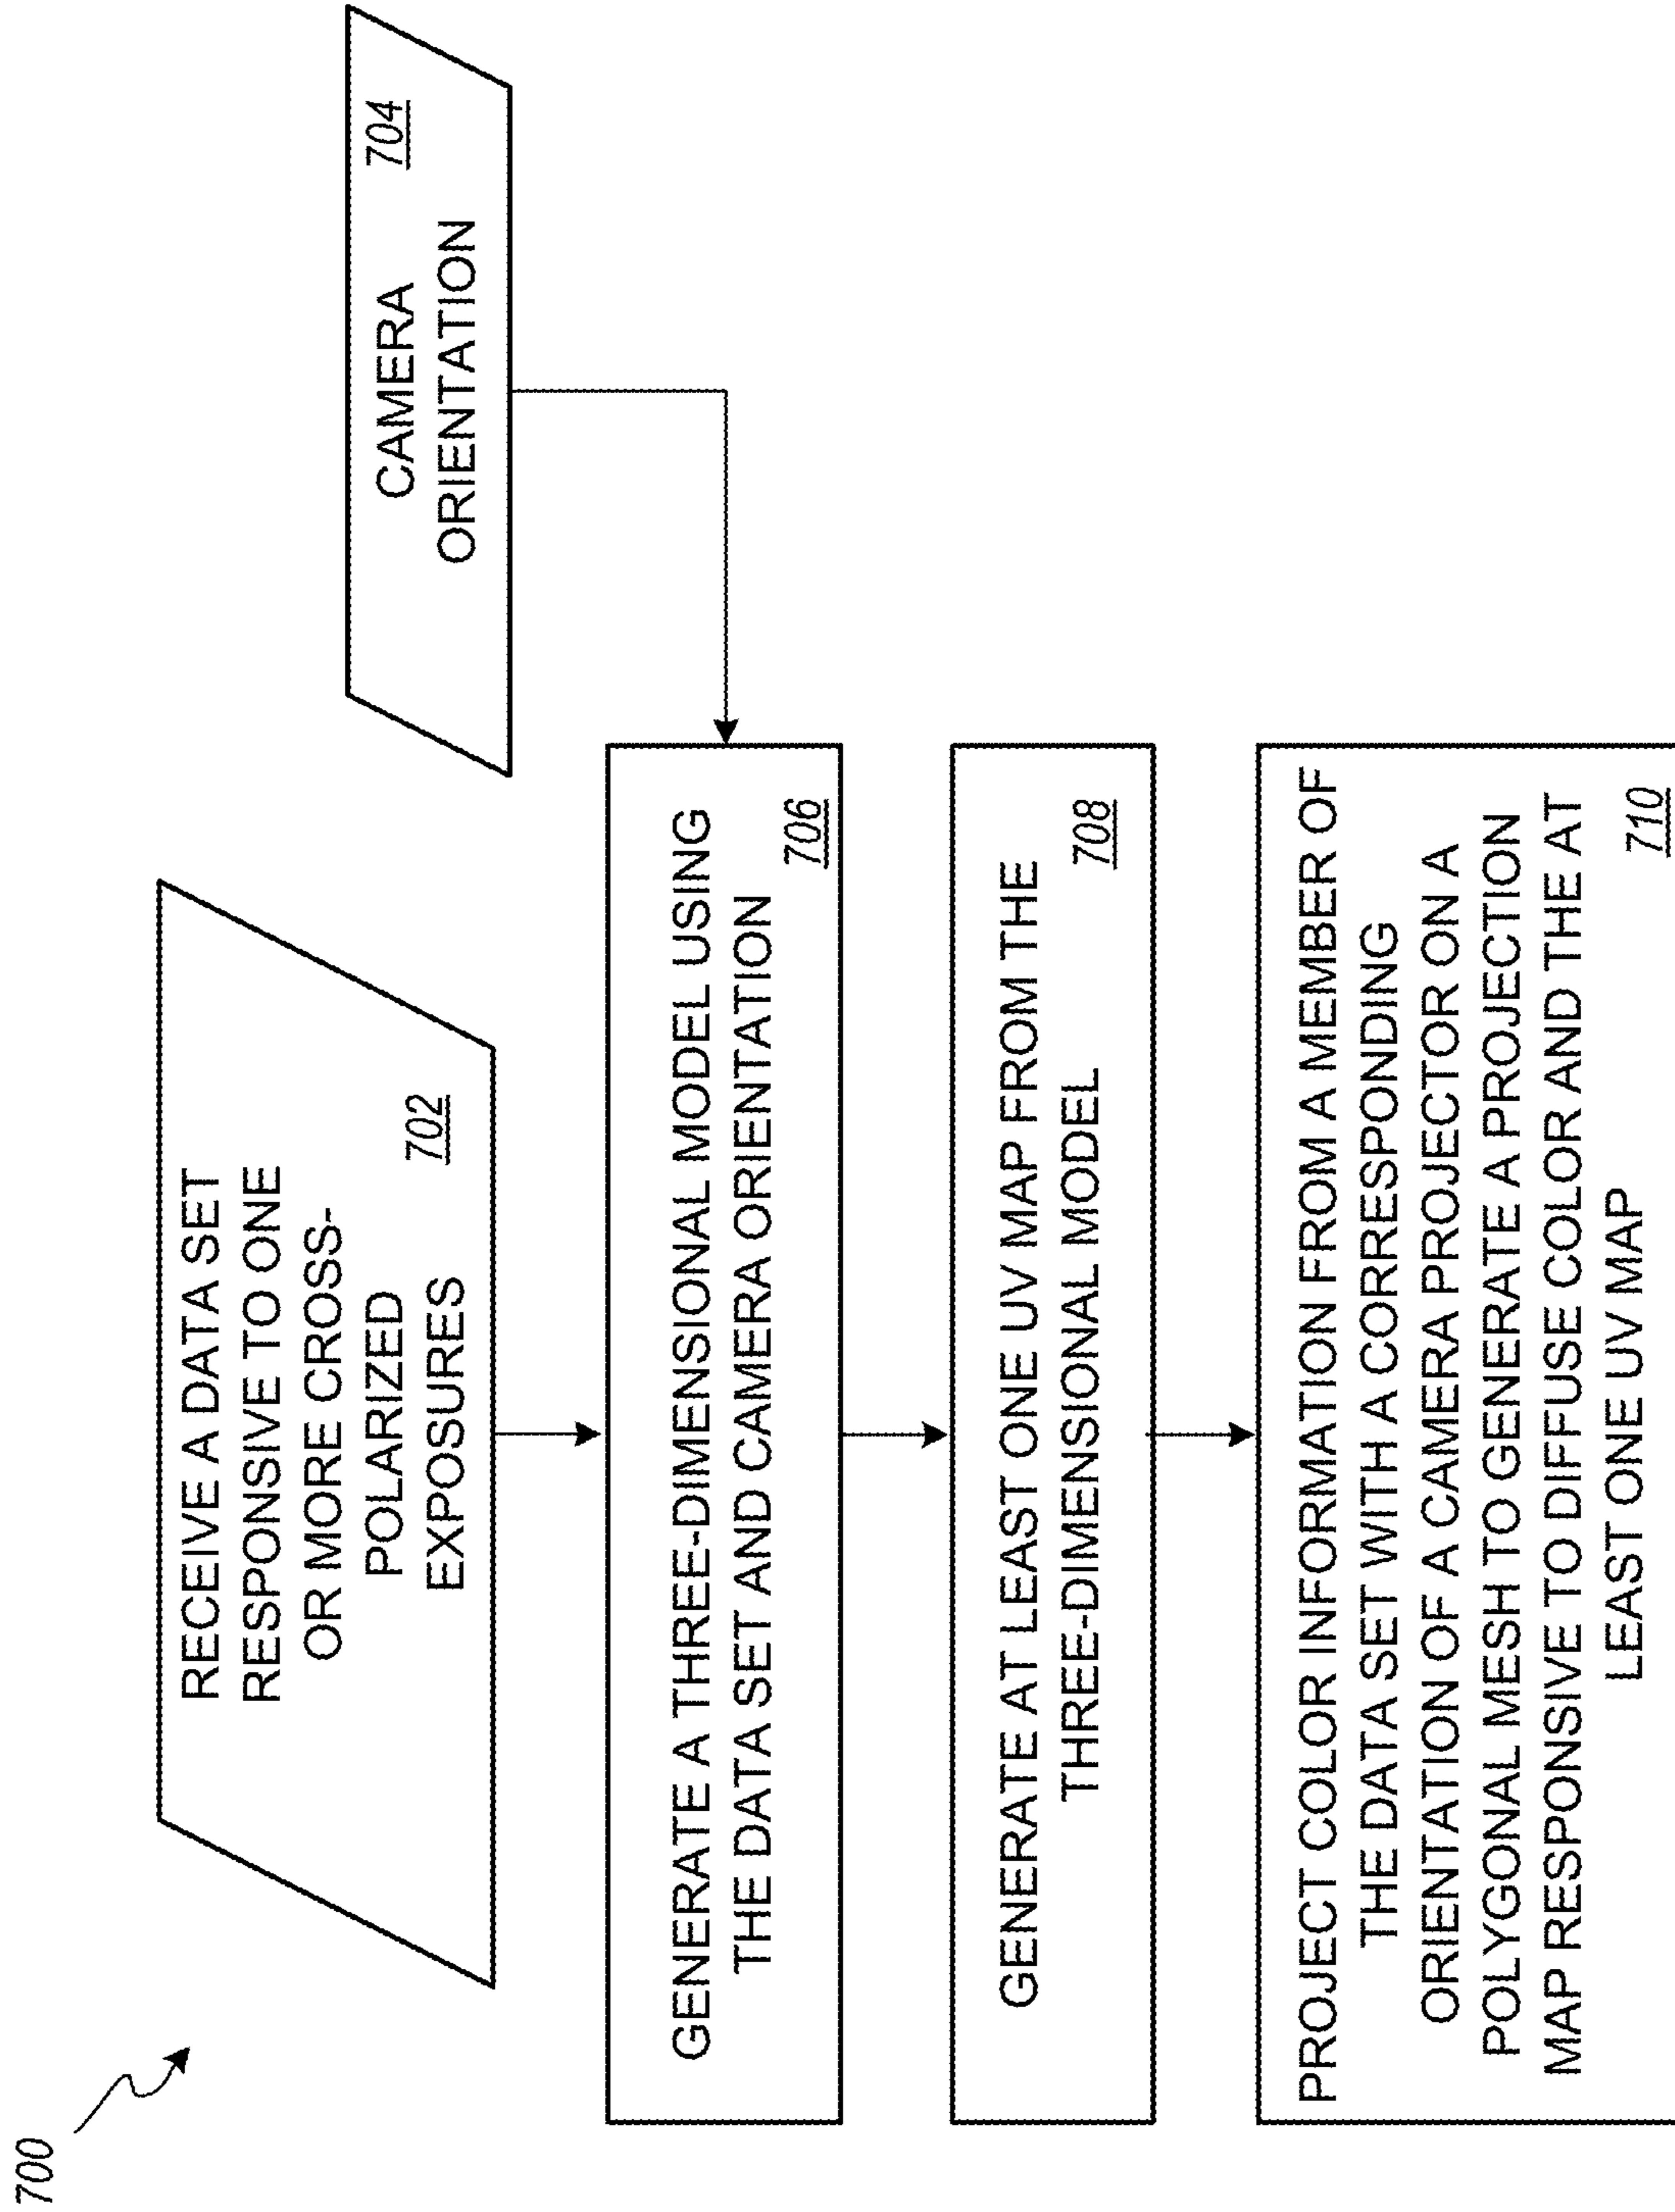 700
RECEIVE A DATA SET
RESPONSIVE TO ONE
OR MORE CROSS-
POLARIZED
EXPOSURES
702
CAMERA
ORIENTATION
704
GENERATE A THREE-DIMENSIONAL MODEL USING
THE DATA SET AND CAMERA ORIENTATION
706
GENERATE AT LEAST ONE UV MAP FROM THE
THREE-DIMENSIONAL MODEL
708
PROJECT COLOR INFORMATION FROM A MEMBER OF
THE DATA SET WITH A CORRESPONDING
ORIENTATION OF A CAMERA PROJECTOR ON A
POLYGONAL MESH TO GENERATE A PROJECTION
MAP RESPONSIVE TO DIFFUSE COLOR AND THE AT
LEAST ONE UV MAP
710